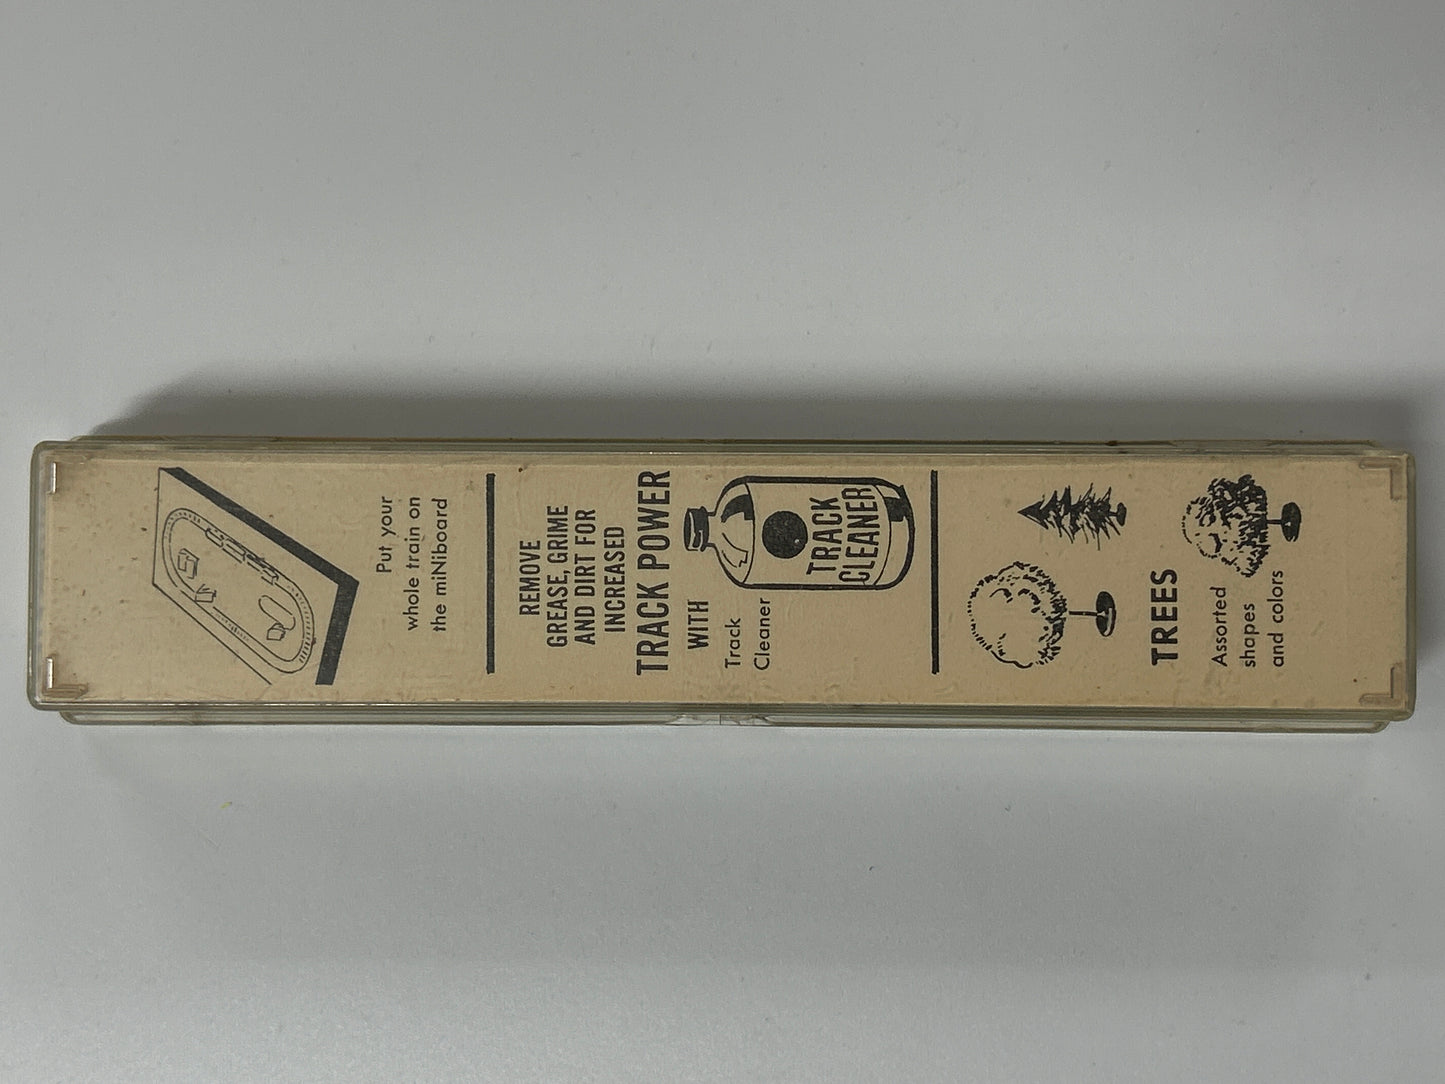 Put your
whole train on
the miNiboard
REMOVE
GREASE, GRIME
AND DIRT FOR
INCREASED
TRACK POWER
WITH
Track
Cleaner
TRACK
CLEANER
TREES
Assorted
shapes
and colors